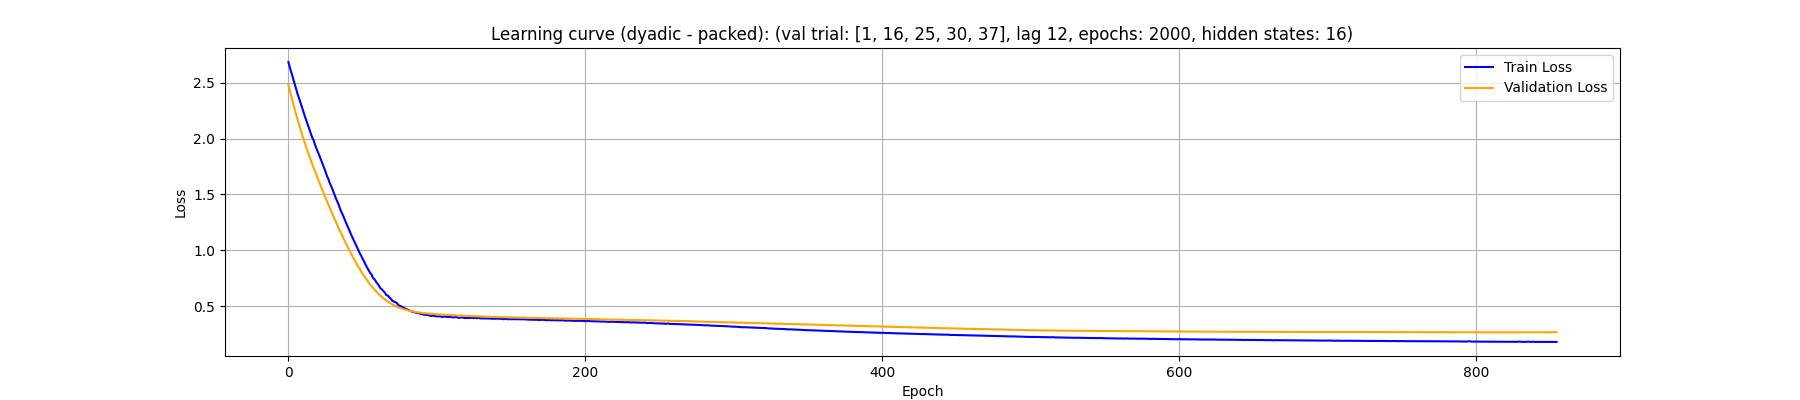 Learning curve (dyadic - packed): (val trial: [1, 16, 25, 30, 37], lag 12, epochs: 2000, hidden states: 16)
Train Loss
Validation Loss
2.5
2.0
1.5
1.0
0.5
Loss
0 200 400 600 800
Epoch